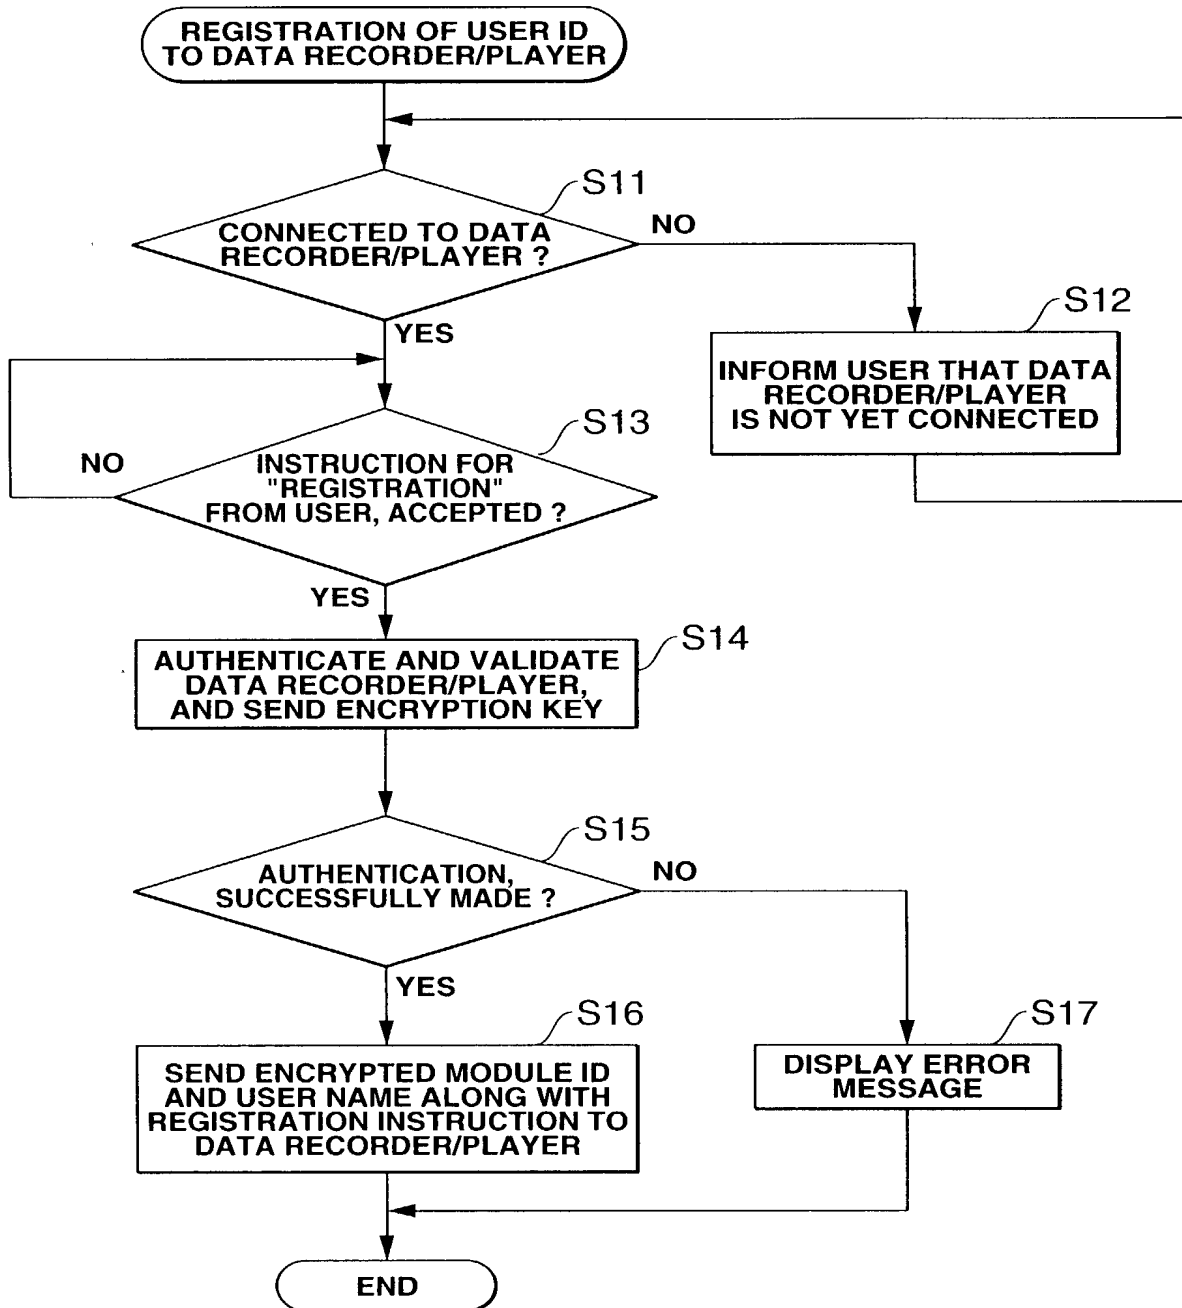 REGISTRATION OF USER ID
TO DATA RECORDER/PLAYER
S11
CONNECTED TO DATA
RECORDER/PLAYER ?
NO
YES
S12
INFORM USER THAT DATA
RECORDER/PLAYER
IS NOT YET CONNECTED
S13
INSTRUCTION FOR
"REGISTRATION"
FROM USER, ACCEPTED ?
NO
YES
S14
AUTHENTICATE AND VALIDATE
DATA RECORDER/PLAYER,
AND SEND ENCRYPTION KEY
S15
AUTHENTICATION,
SUCCESSFULLY MADE ?
NO
YES
S16
SEND ENCRYPTED MODULE ID
AND USER NAME ALONG WITH
REGISTRATION INSTRUCTION TO
DATA RECORDER/PLAYER
S17
DISPLAY ERROR
MESSAGE
END